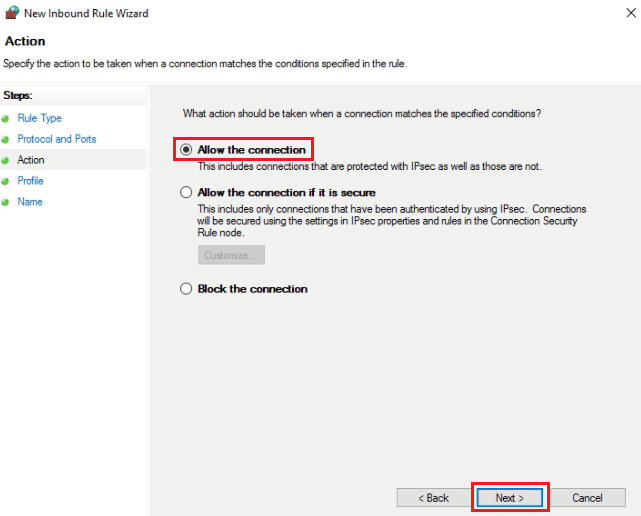 New Inbound Rule Wizard
Action
Specify the action to be taken when a connection matches the conditions specified in the rule.
Steps:
Rule Type
Protocol and Ports
Action
Profile
Name
What action should be taken when a connection matches the specified conditions?
Allow the connection
This includes connections that are protected with IPsec as well as those are not.
Allow the connection if it is secure
This includes only connections that have been authenticated by using IPsec. Connections
will be secured using the settings in IPsec properties and rules in the Connection Security
Rule node.
Customize...
Block the connection
< Back
Next >
Cancel